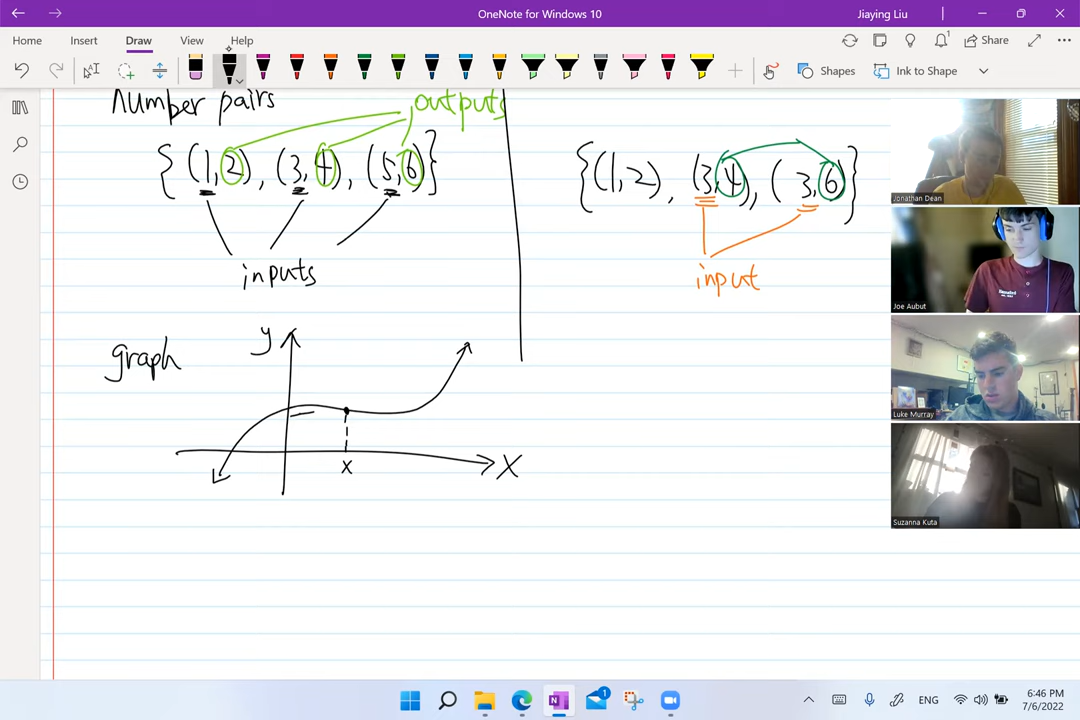 OneNote for Windows 10
Jiaying Liu
Home Insert Draw View Help
Share
Shapes
Ink to Shape
Number pairs
outputs
{(1,2), (3,4), (5,6)}
inputs
{(1,2), (3,4), (3,6)}
input
graph
y
x
X
Jonathan Dean
Joe Aubut
Luke Murray
Suzanna Kuta
1
ENG
6:46 PM
7/6/2022